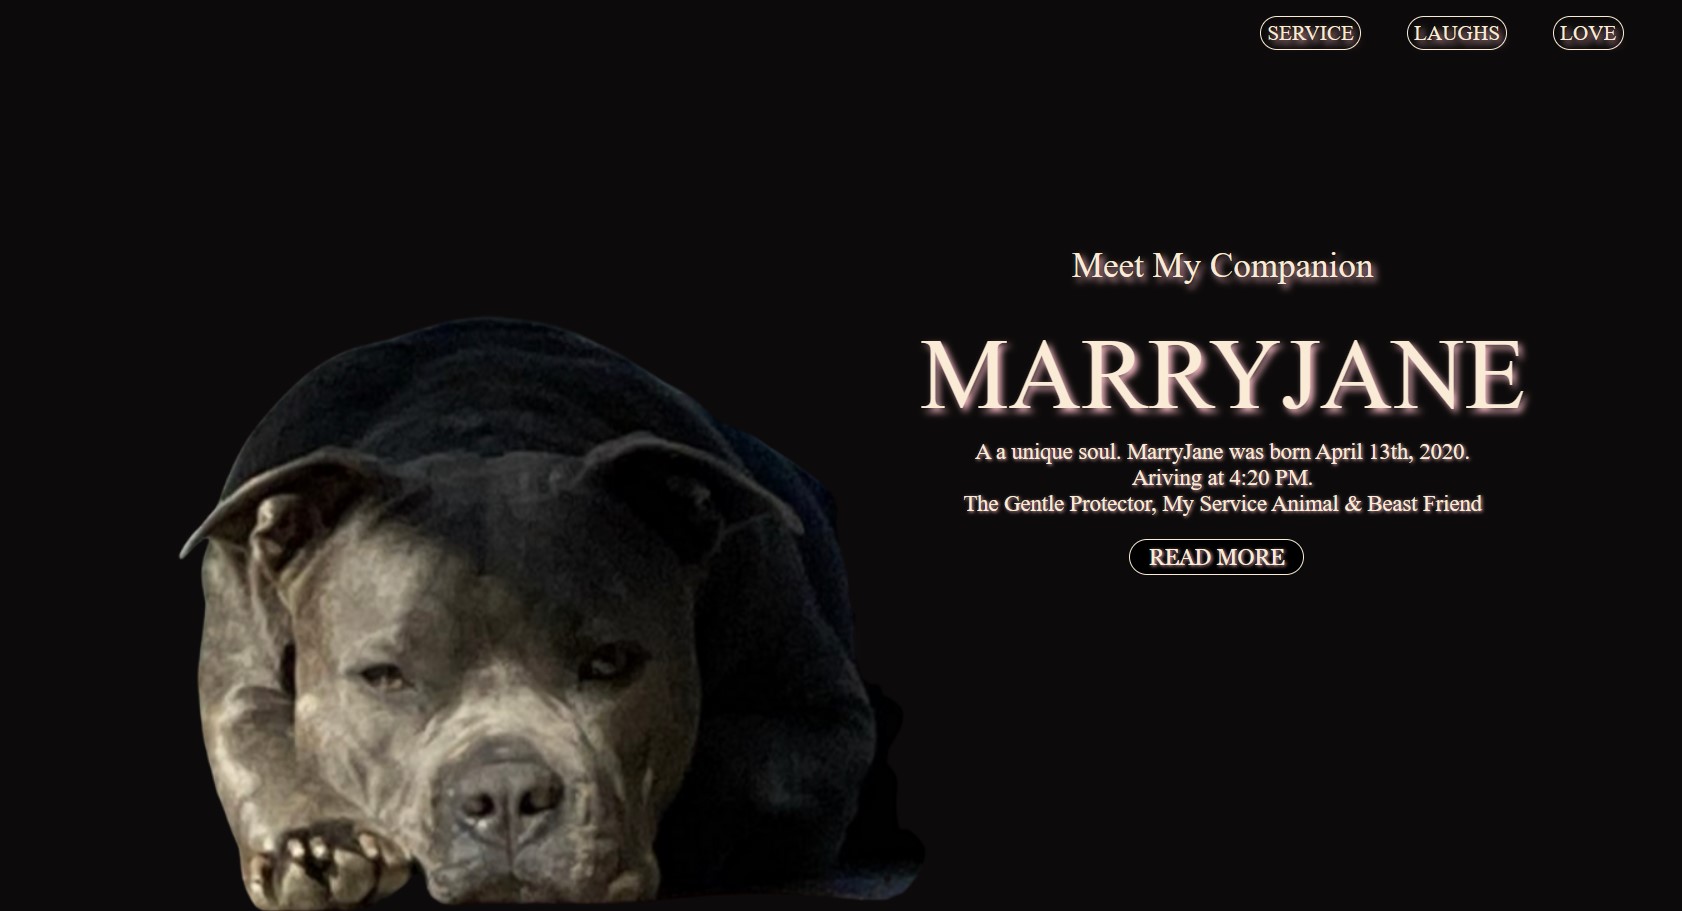 SERVICE LAUGHS LOVE
Meet My Companion
MARRYJANE
A a unique soul. MarryJane was born April 13th, 2020.
Ariving at 4:20 PM.
The Gentle Protector, My Service Animal & Beast Friend
READ MORE